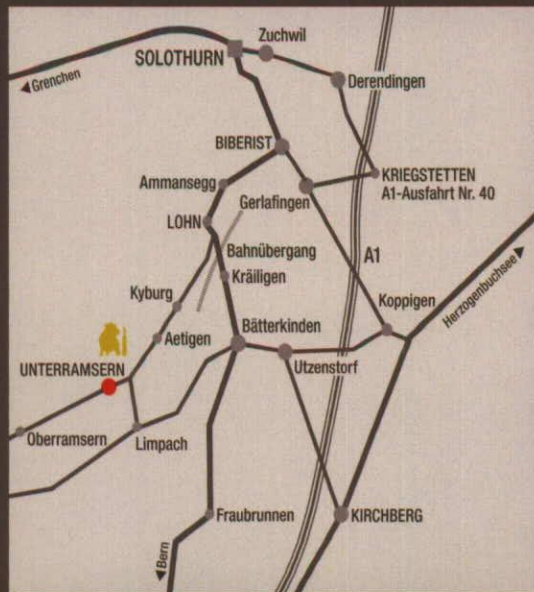 Zuchwil
SOLOTHURN
Grenchen
Derendingen
BIBERIST
KRIEGSTETTEN
A1-Ausfahrt Nr. 40
Ammansegg
Gerlafingen
LOHN
Bahnübergang
A1
Herzogenbuchsee
Kräiligen
Kyburg
Koppigen
Aetigen
Bätterkinden
UNTERRAMSERN
Utzenstorf
Oberramsern
Limpach
Fraubrunnen
KIRCHBERG
Bern